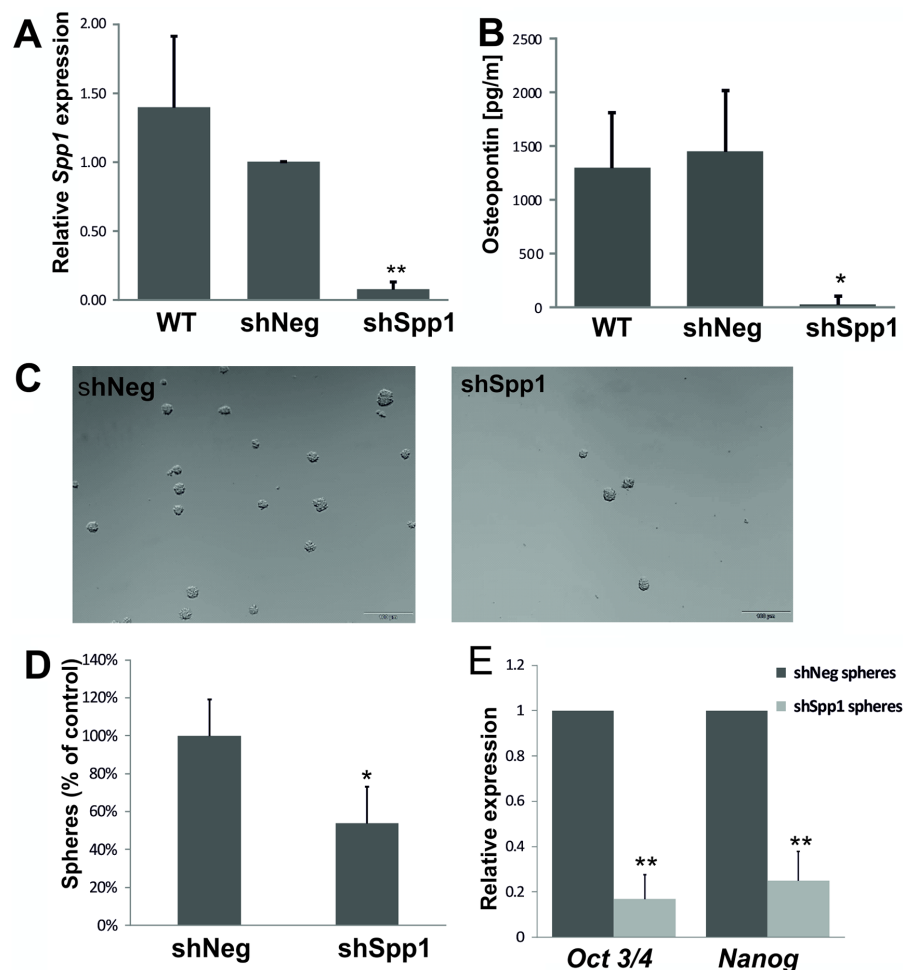 A
Relative Spp1 expression
2.00
1.50
1.00
0.50
0.00
**
WT shNeg shSpp1
B
Osteopontin [pg/m]
2500
2000
1500
1000
500
0
*
WT shNeg shSpp1
C
shNeg
shSpp1
D
Spheres (% of control)
140%
120%
100%
80%
60%
40%
20%
0%
*
shNeg shSpp1
E
Relative expression
1.2
1
0.8
0.6
0.4
0.2
0
shNeg spheres
shSpp1 spheres
**
**
Oct 3/4 Nanog